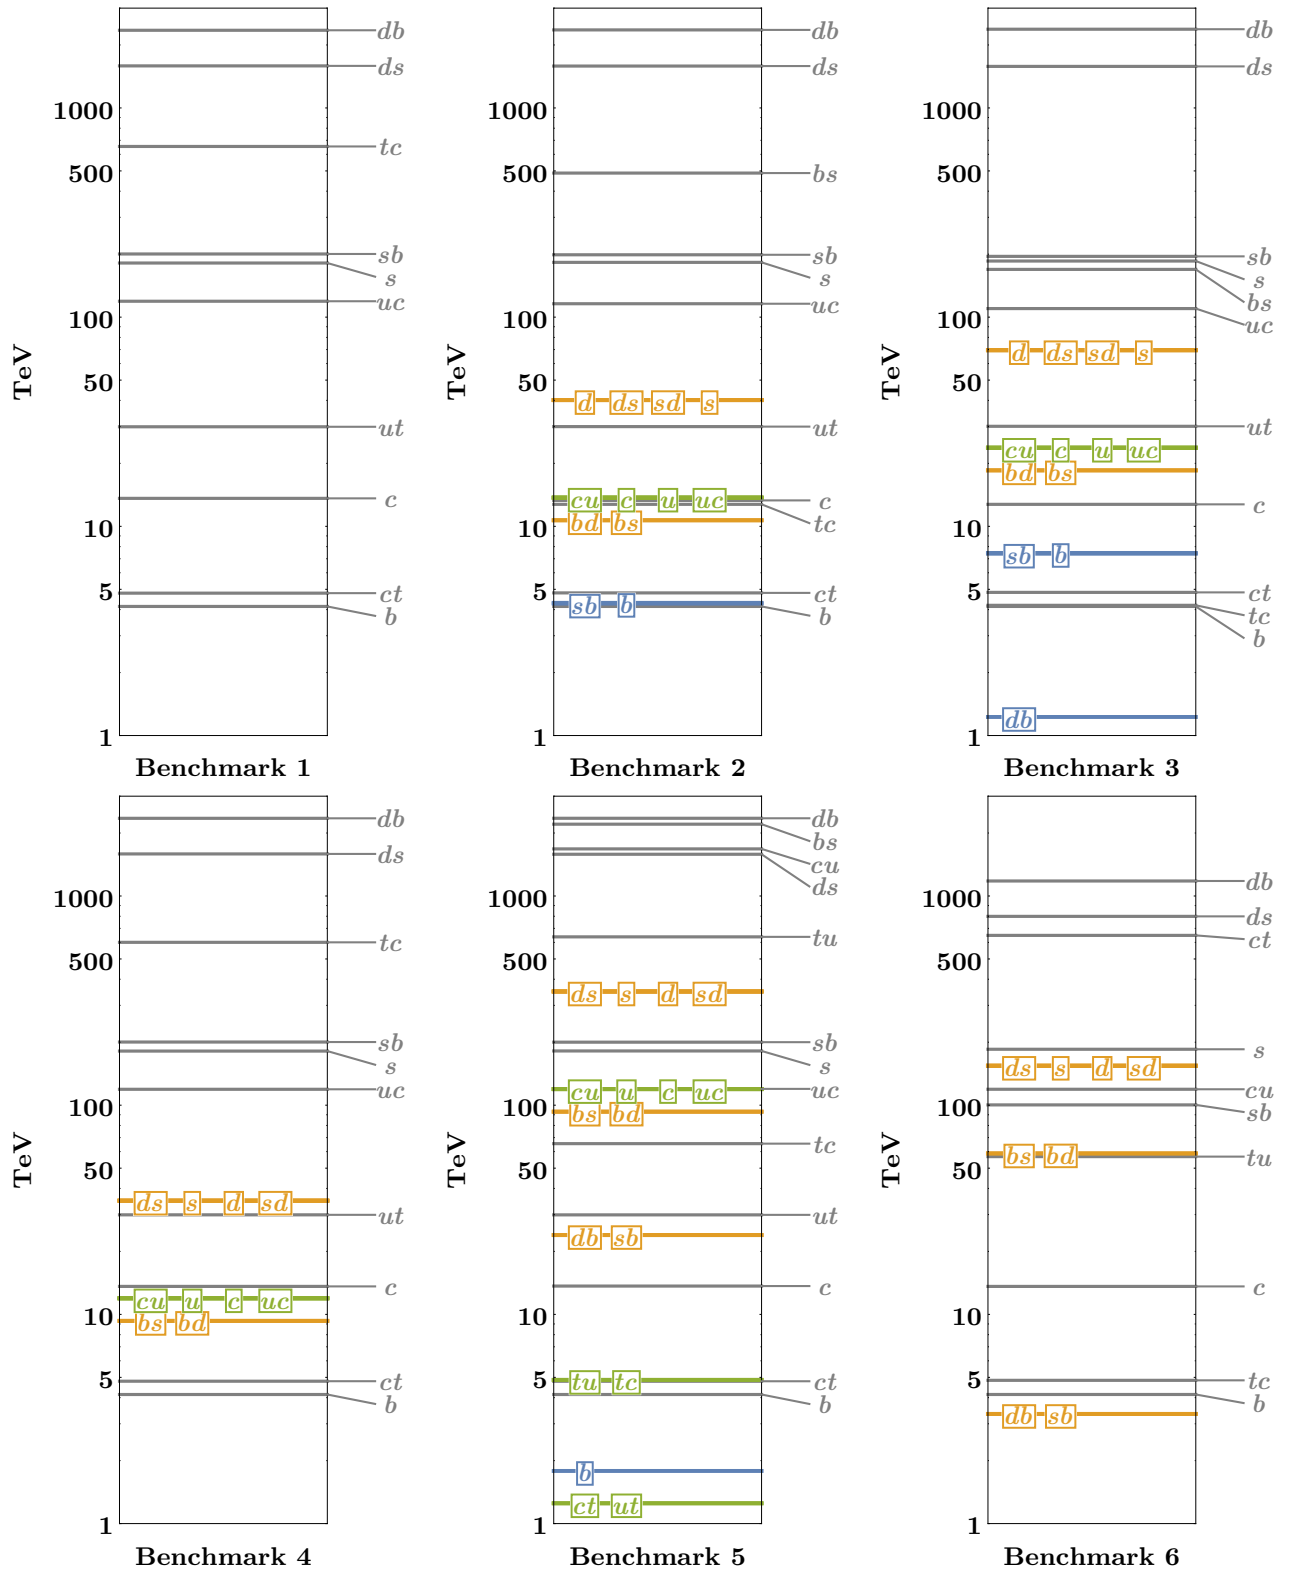 db
ds
1000
tc
500
sb
s
uc
100
50
ut
c
10
5
ct
b
1
TeV
Benchmark 1
db
ds
1000
bs
500
sb
s
uc
100
d ds sd s
50
ut
cu c u uc
c
tc
bd bs
10
5
ct
sb b
b
1
TeV
Benchmark 2
db
ds
1000
500
sb
s
bs
uc
100
d ds sd s
50
ut
cu c u uc
bd bs
c
10
sb b
5
ct
tc
b
db
1
TeV
Benchmark 3
db
ds
1000
tc
500
sb
s
uc
100
50
ds s d sd
ut
c
cu u c uc
bs bd
10
5
ct
b
1
TeV
Benchmark 4
db
bs
cu
ds
1000
tu
500
ds s d sd
sb
s
uc
cu u c uc
100
bs bd
tc
50
ut
db sb
c
10
5
tu tc
ct
b
b
ct ut
1
TeV
Benchmark 5
db
1000
ds
ct
500
s
ds s d sd
cu
100
sb
bs bd
tu
50
c
10
5
tc
b
db sb
1
TeV
Benchmark 6